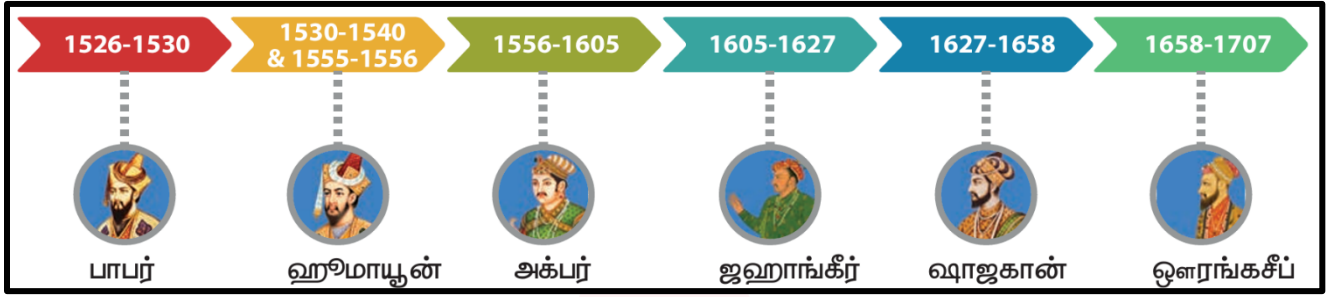 1526-1530
1530-1540
& 1555-1556
1556-1605
1605-1627
1627-1658
1658-1707
பாபர்
ஹூமாயூன்
அக்பர்
ஜஹாங்கீர்
ஷாஜகான்
ஔரங்கசீப்